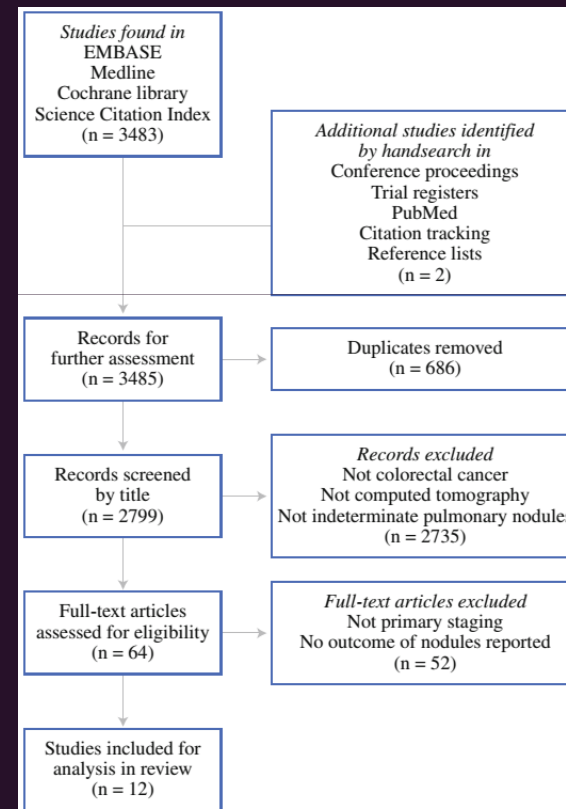 Studies found in
EMBASE
Medline
Cochrane library
Science Citation Index
(n = 3483)
Additional studies identified
by handsearch in
Conference proceedings
Trial registers
PubMed
Citation tracking
Reference lists
(n = 2)
Records for
further assessment
(n = 3485)
Duplicates removed
(n = 686)
Records screened
by title
(n = 2799)
Records excluded
Not colorectal cancer
Not computed tomography
Not indeterminate pulmonary nodules
(n = 2735)
Full-text articles
assessed for eligibility
(n = 64)
Full-text articles excluded
Not primary staging
No outcome of nodules reported
(n = 52)
Studies included for
analysis in review
(n = 12)